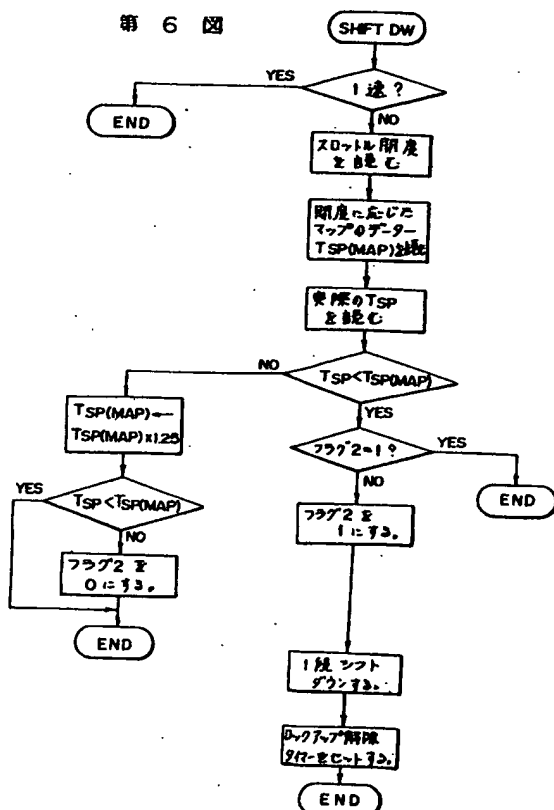 第 6 図
SHIFT DW
YES
1速?
END
NO
スロットル開度
を読む
開度に応じた
マップのデーター
TSP(MAP)を読む
実際のTSP
を読む
NO
TSP<TSP(MAP)
TSP(MAP)←
TSP(MAP)×1.25
YES
フラグ2=1?
YES
YES
TSP<TSP(MAP)
NO
END
NO
フラグ2を
1にする。
フラグ2を
0にする。
END
1段シフト
ダウンする。
ロックアップ解除
タイマーをセットする。
END